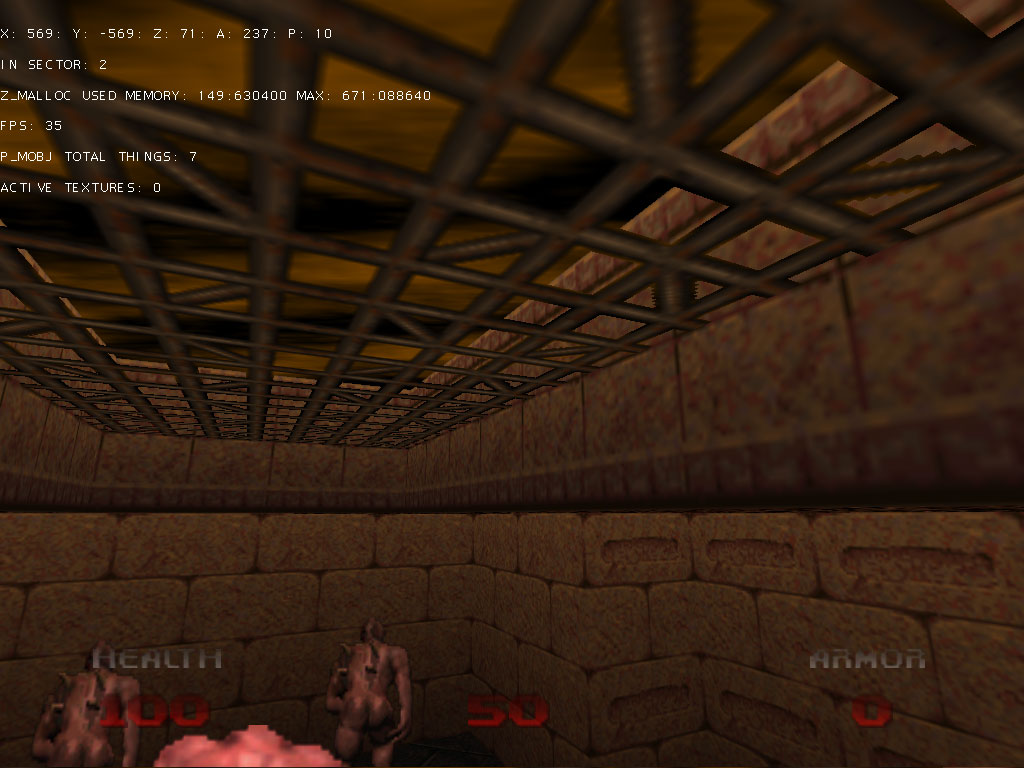 X: 569: Y: -569: Z: 71: A: 237: P: 10
IN SECTOR: 2
Z_MALLOC USED MEMORY: 149:630400 MAX: 671:088640
FPS: 35
P_MOBJ TOTAL THINGS: 7
ACTIVE TEXTURES: 0
HEALTH ARMOR
100 50 0